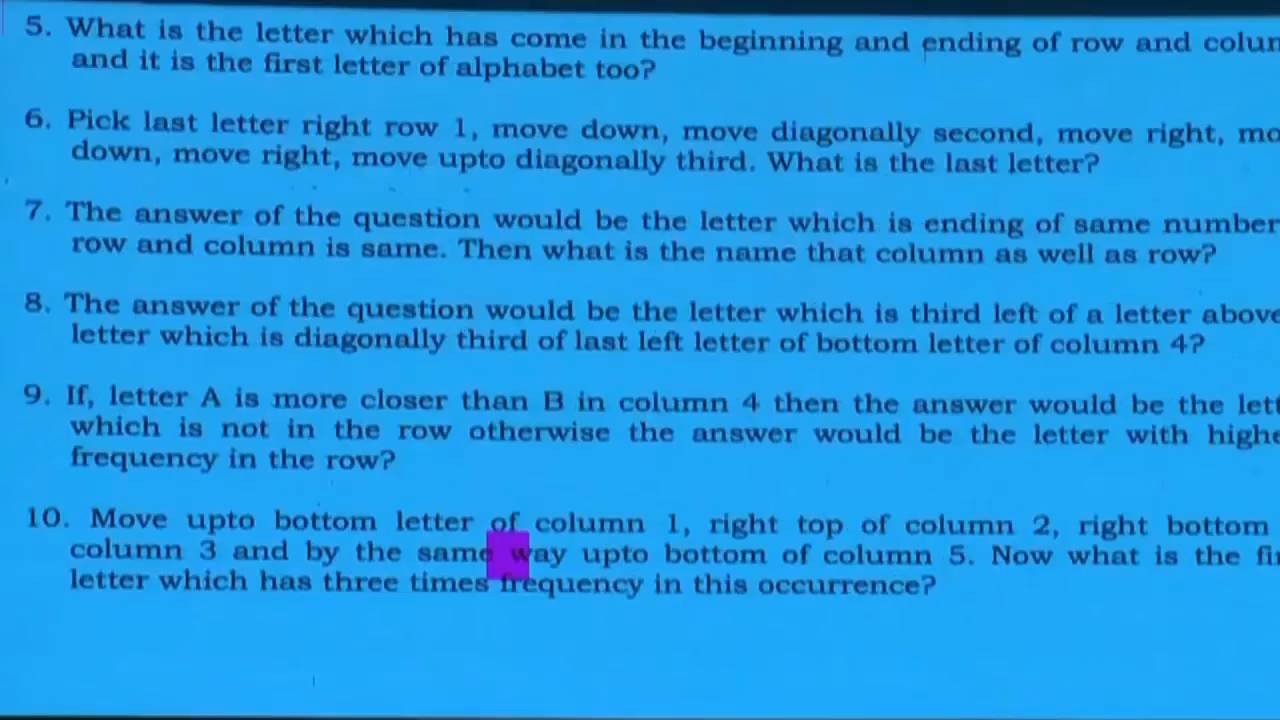 5. What is the letter which has come in the beginning and ending of row and
and it is the first letter of alphabet too?
6. Pick last letter right row 1, move down, move diagonally second, move right,
down, move right, move upto diagonally third. What is the last letter?
7. The answer of the question would be the letter which is ending of same number
row and column is same. Then what is the name that column as well as row?
8. The answer of the question would be the letter which is third left of a letter above
letter which is diagonally third of last left letter of bottom letter of column 4?
9. If, letter A is more closer than B in column 4 then the answer would be the
which is not in the row otherwise the answer would be the letter with
frequency in the row?
10. Move upto bottom letter of column 1, right top of column 2, right bottom
column 3 and by the same way upto bottom of column 5. Now what is the
letter which has three times frequency in this occurrence?